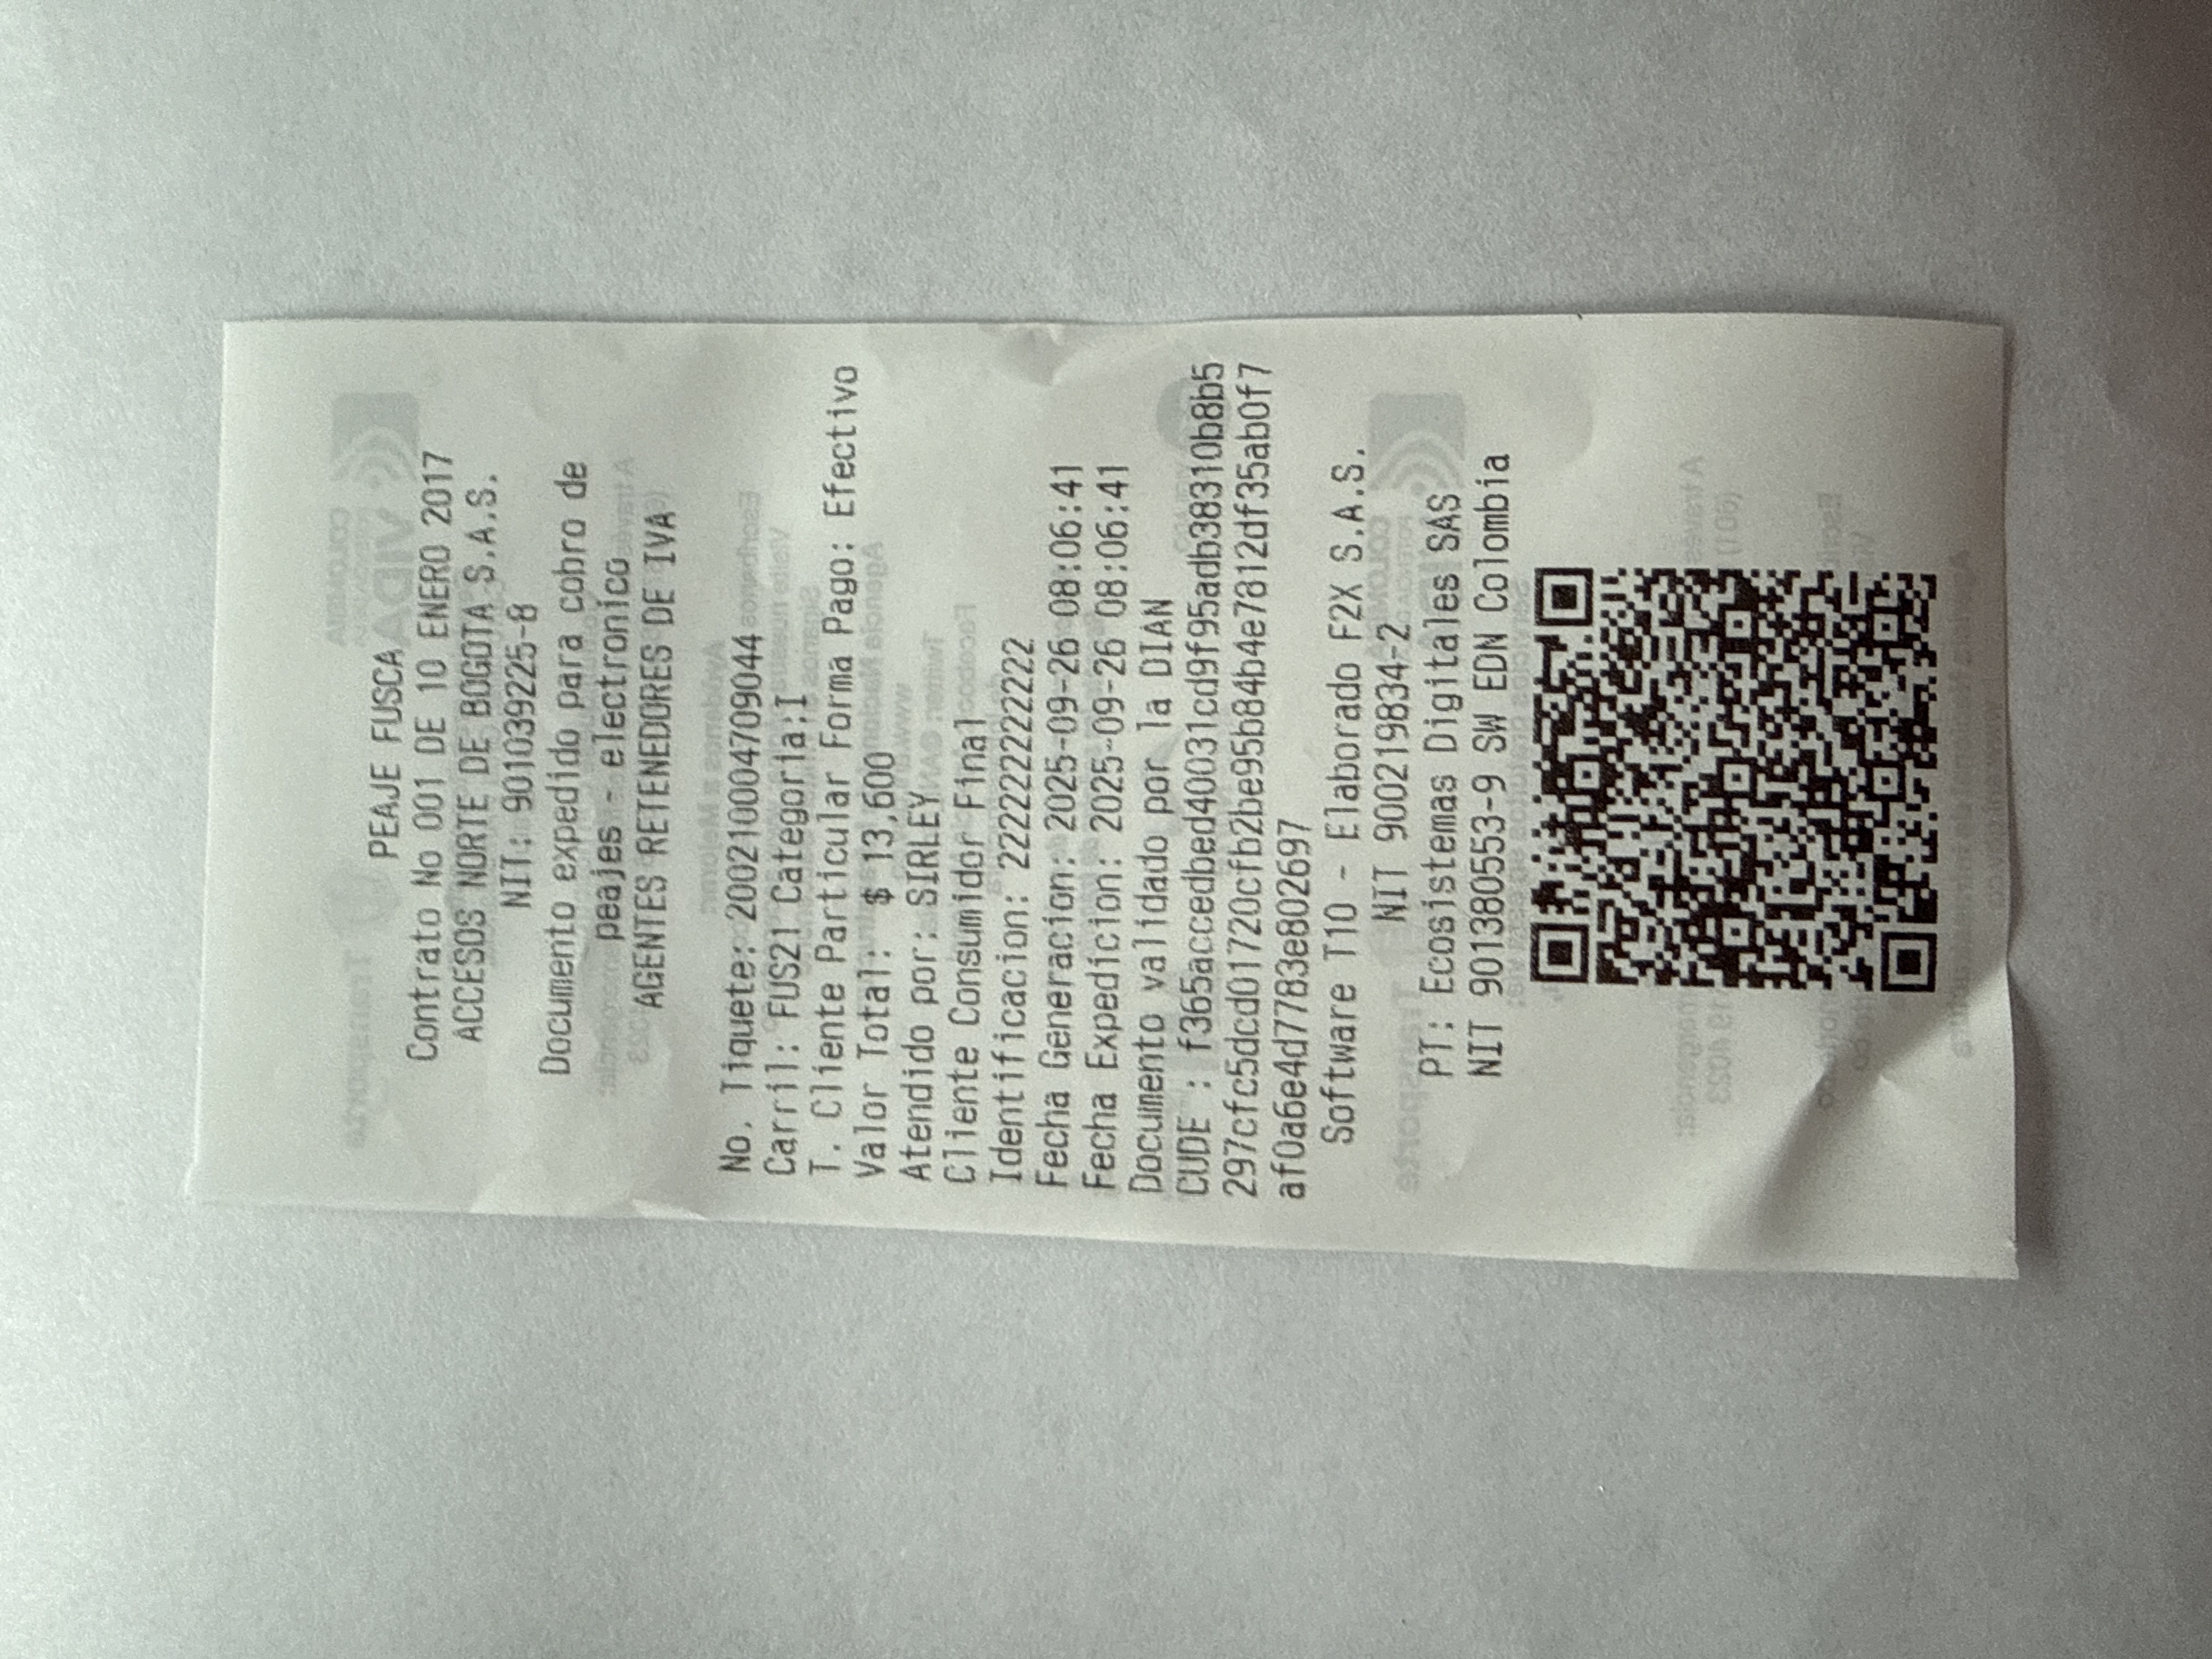 PEAJE FUSCA
Contrato No 001 DE 10 ENERO 2017
ACCESOS NORTE DE BOGOTA S.A.S.
NIT: 901039225-8
Documento expedido para cobro de
peajes - electronico
AGENTES RETENEDORES DE IVA
No. Tiquete: 200210004709044
Carril: FUS21 Categoria:I
T. Cliente Particular Forma Pago: Efectivo
Valor Total: $ 13,600
Atendido por: SIRLEY
Cliente Consumidor Final
Identificacion: 222222222222
Fecha Generacion: 2025-09-26 08:06:41
Fecha Expedicion: 2025-09-26 08:06:41
Documento validado por la DIAN
CUDE : f365accedbed40031cd9f95adb38310b8b5
297cfc5dcd01720cfb2be95b84b4e7812df35ab0f7
af0a6e4d7783e802697
Software T10 - Elaborado F2X S.A.S.
NIT 900219834-2
PT: Ecosistemas Digitales SAS
NIT 901380553-9 SW EDN Colombia